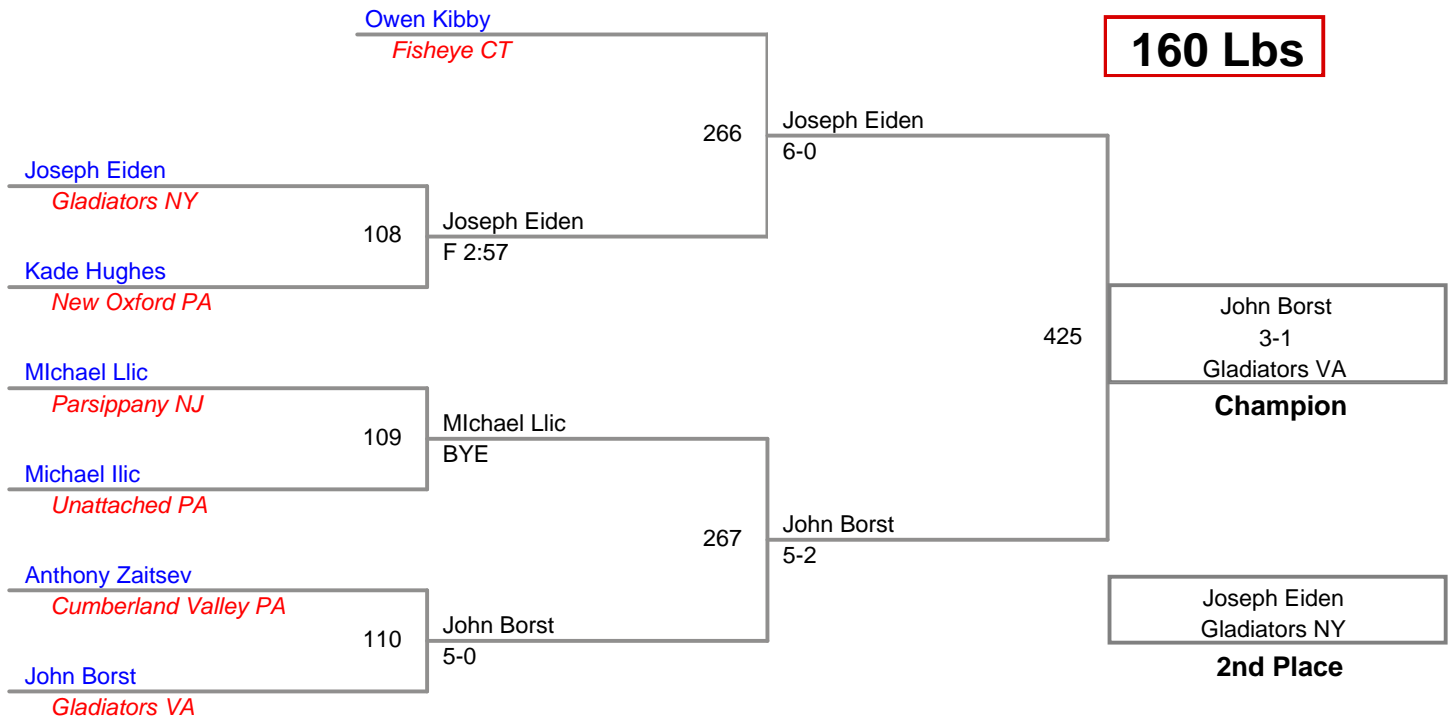 Owen Kibby
Fisheye CT
160 Lbs
266
Joseph Eiden
6-0
Joseph Eiden
Gladiators NY
108
Joseph Eiden
F 2:57
Kade Hughes
New Oxford PA
425
John Borst
3-1
Gladiators VA
Champion
MIchael Llic
Parsippany NJ
109
MIchael Llic
BYE
Michael Ilic
Unattached PA
267
John Borst
5-2
Anthony Zaitsev
Cumberland Valley PA
110
John Borst
5-0
John Borst
Gladiators VA
Joseph Eiden
Gladiators NY
2nd Place